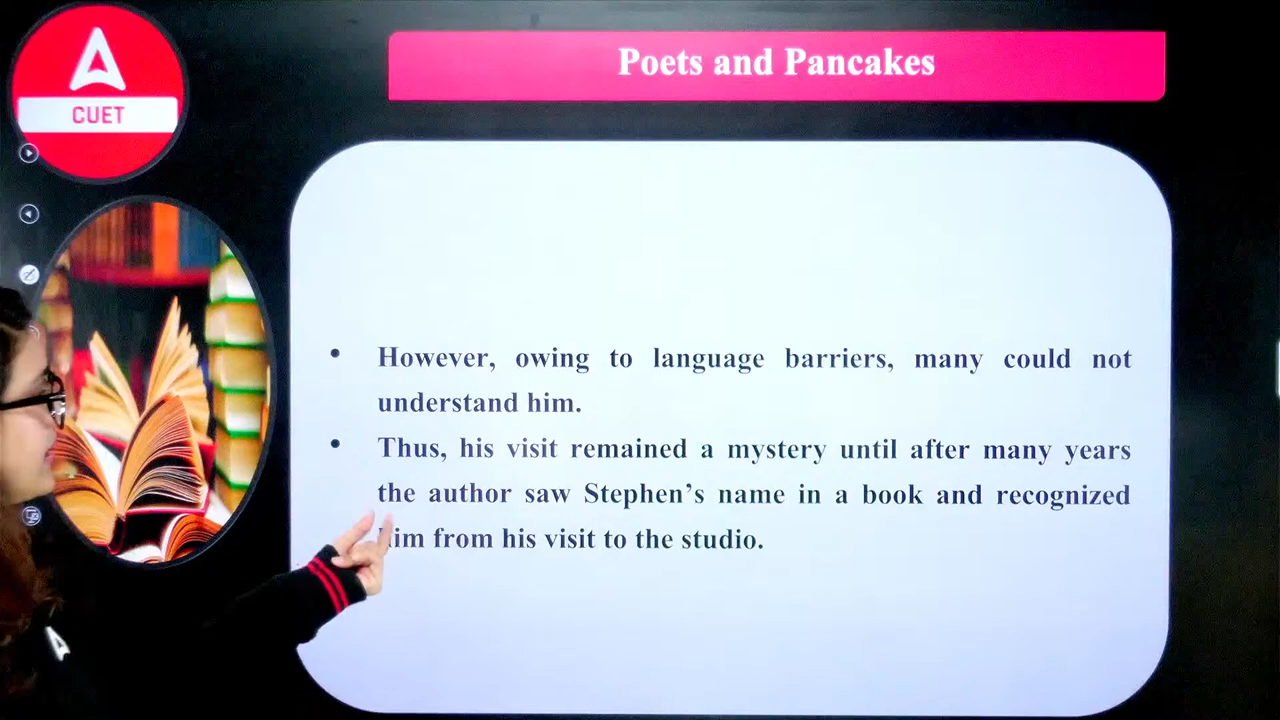 Poets and Pancakes
CUET
However, owing to language barriers, many could not
understand him.
Thus, his visit remained a mystery until after many years
the author saw Stephen's name in a book and recognized
him from his visit to the studio.